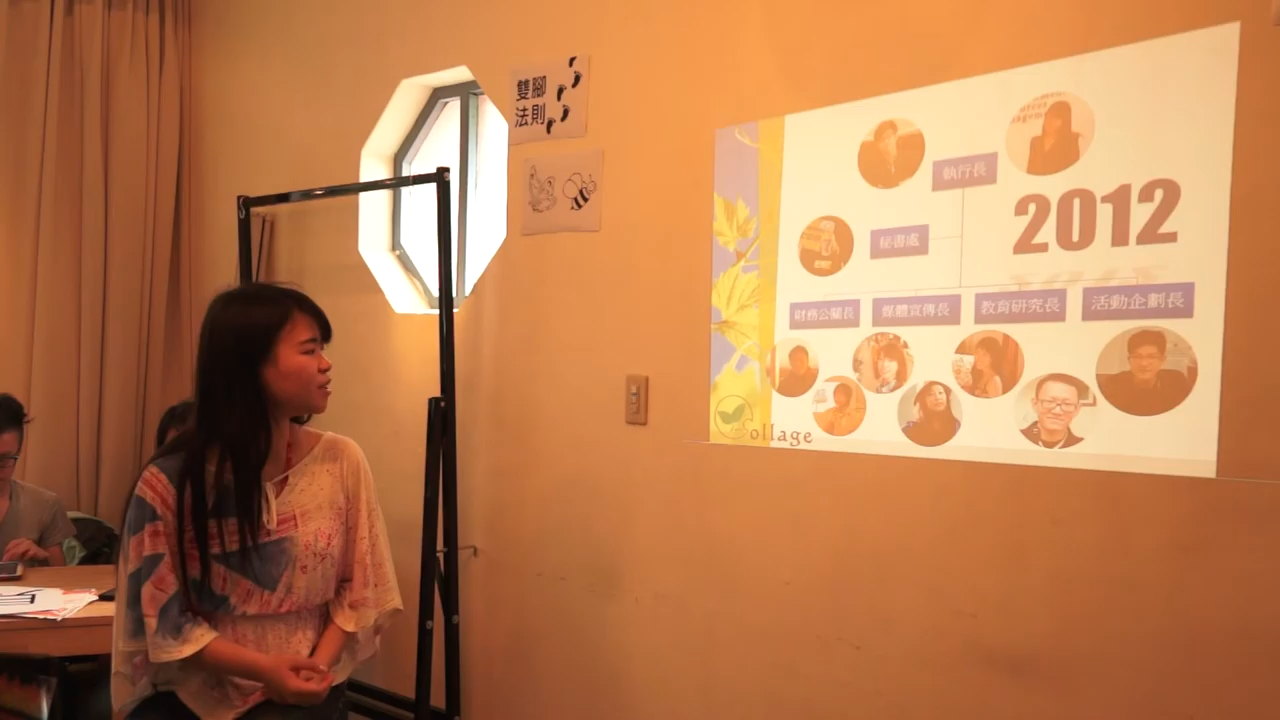 雙腳
法則
執行長
2012
秘書處
財務公關長
媒體宣傳長
教育研究長
活動企劃長
ollage